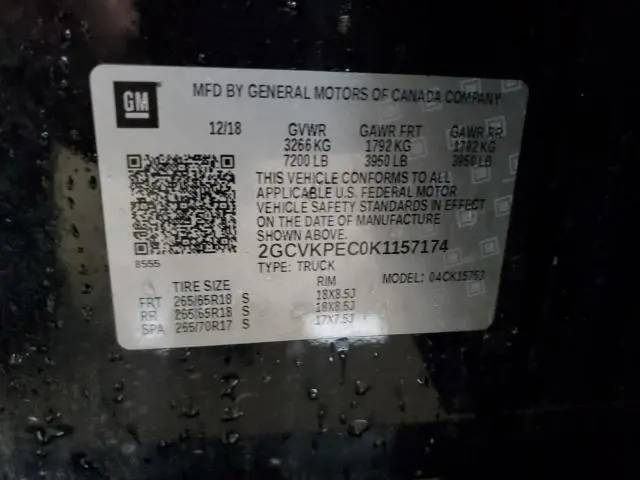 GM
MFD BY GENERAL MOTORS OF CANADA COMPANY
12/18 GVWR GAWR FRT GAWR RR
3266 KG 1792 KG 1792 KG
7200 LB 3950 LB 3950 LB
THIS VEHICLE CONFORMS TO ALL
APPLICABLE U.S. FEDERAL MOTOR
VEHICLE SAFETY STANDARDS IN EFFECT
ON THE DATE OF MANUFACTURE
SHOWN ABOVE.
8555 2GCVKPEC0K1157174
TYPE: TRUCK MODEL: 04CK15753
TIRE SIZE RIM
FRT 265/65R18 S 18X8.5J
RR 265/65R18 S 18X8.5J
SPA 265/70R17 S 17X7.5J